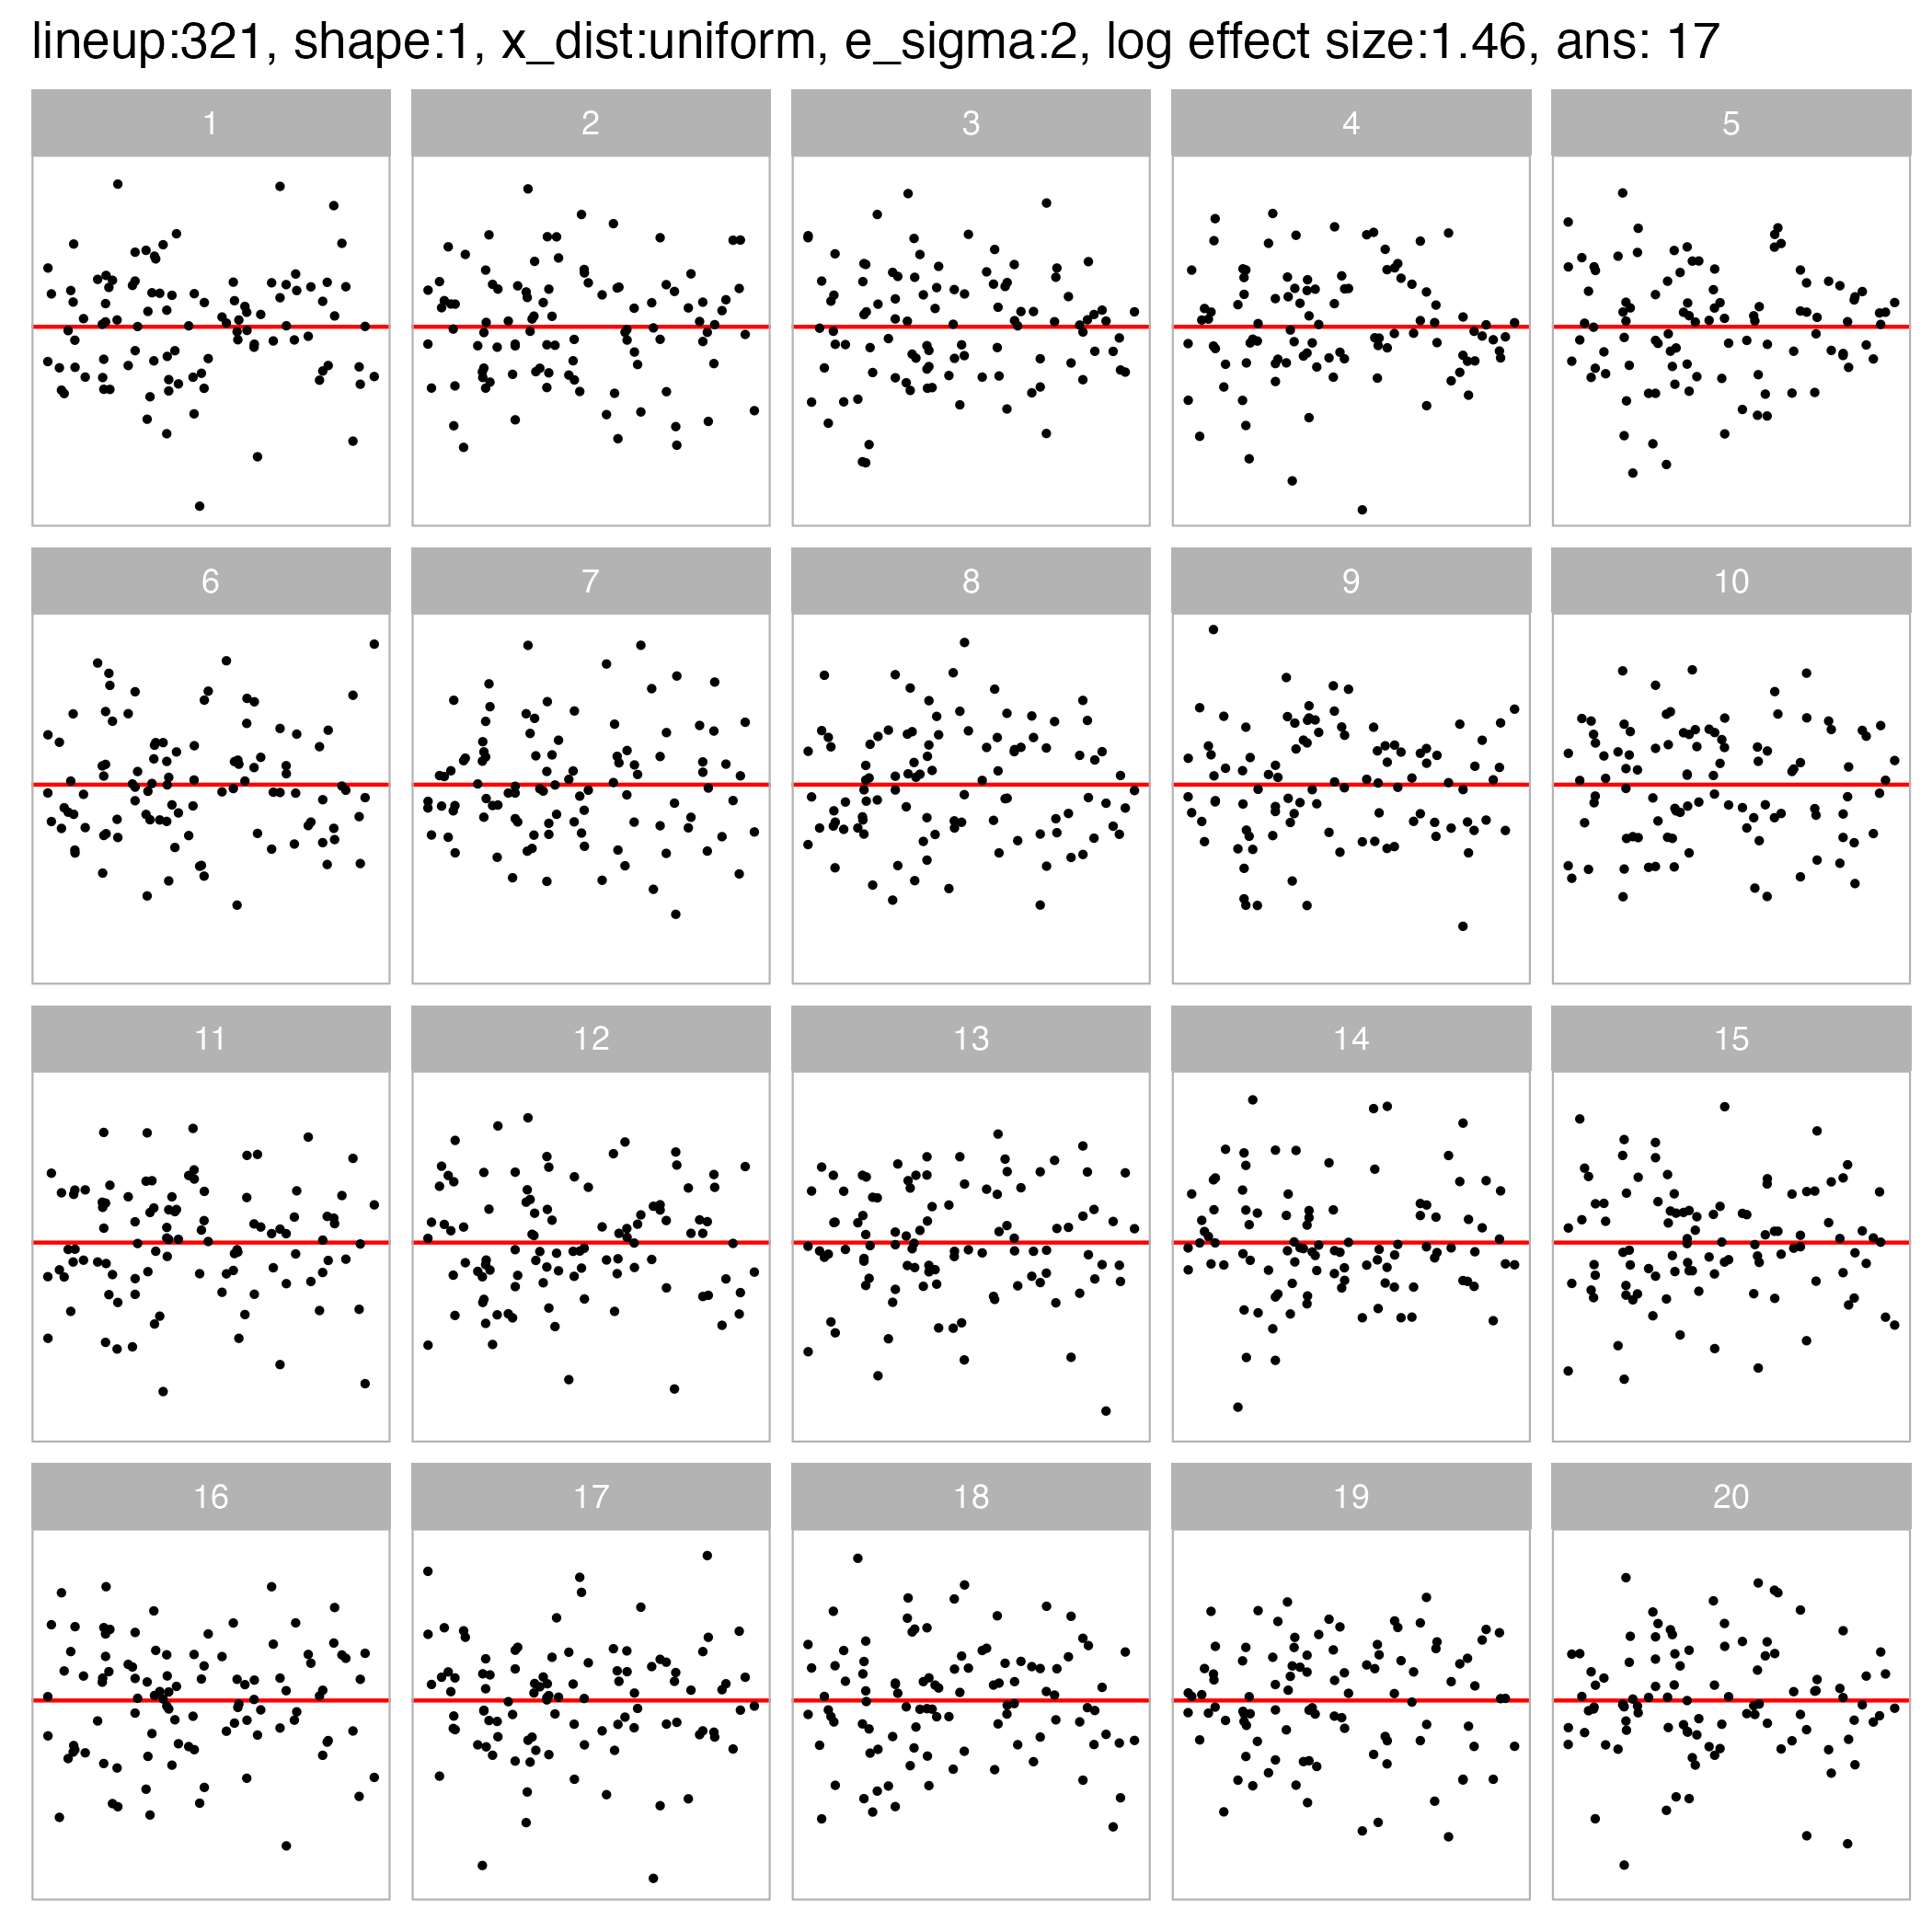 lineup:321, shape:1, x_dist:uniform, e_sigma:2, log effect size:1.46, ans: 17
1 2 3 4 5
6 7 8 9 10
11 12 13 14 15
16 17 18 19 20